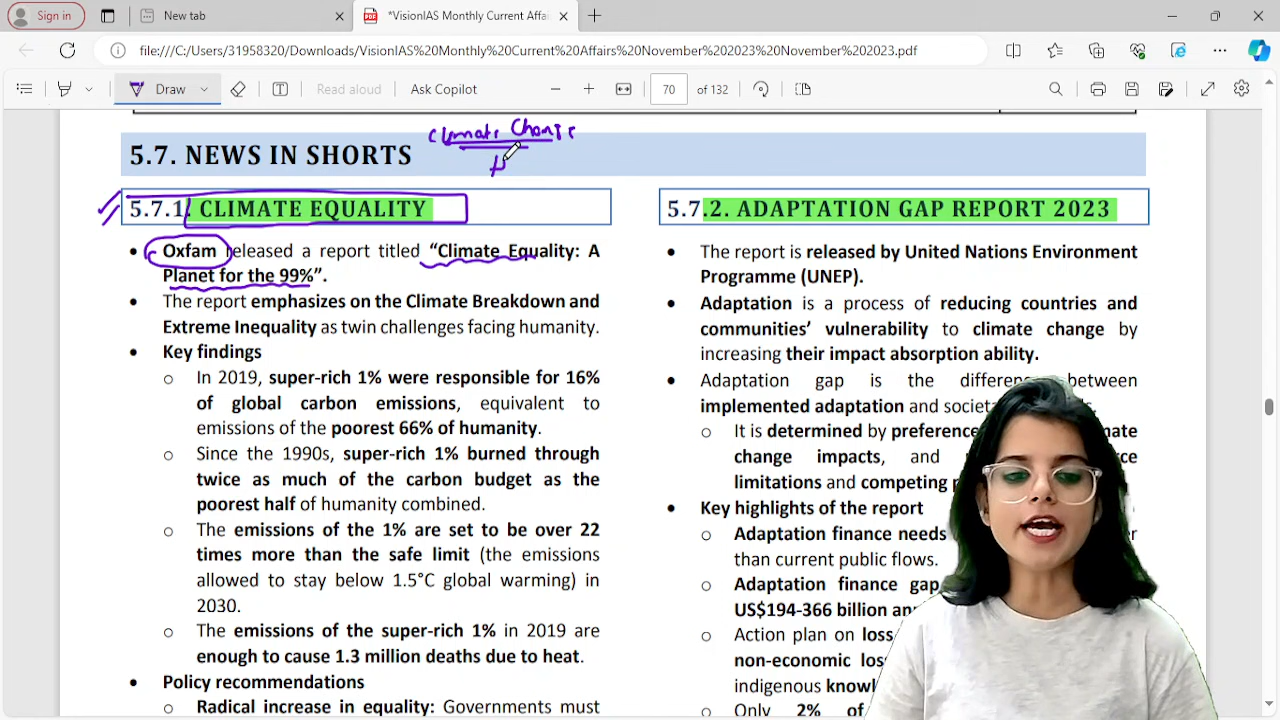 Sign in
New tab
*VisionIAS Monthly Current Affai
file:///C:/Users/31958320/Downloads/VisionIAS%20Monthly%20Current%20Affairs%20November%202023%20November%202023.pdf
Draw
Read aloud
Ask Copilot
70 of 132
5.7. NEWS IN SHORTS
Climate Change
5.7.1. CLIMATE EQUALITY
• Oxfam released a report titled “Climate Equality: A
Planet for the 99%”.
• The report emphasizes on the Climate Breakdown and
Extreme Inequality as twin challenges facing humanity.
• Key findings
o In 2019, super-rich 1% were responsible for 16%
of global carbon emissions, equivalent to
emissions of the poorest 66% of humanity.
o Since the 1990s, super-rich 1% burned through
twice as much of the carbon budget as the
poorest half of humanity combined.
o The emissions of the 1% are set to be over 22
times more than the safe limit (the emissions
allowed to stay below 1.5°C global warming) in
2030.
o The emissions of the super-rich 1% in 2019 are
enough to cause 1.3 million deaths due to heat.
• Policy recommendations
o Radical increase in equality: Governments must
5.7.2. ADAPTATION GAP REPORT 2023
• The report is released by United Nations Environment
Programme (UNEP).
• Adaptation is a process of reducing countries and
communities’ vulnerability to climate change by
increasing their impact absorption ability.
• Adaptation gap is the difference between
implemented adaptation and
o It is determined by
change impacts, and
limitations and competing
• Key highlights of the report
o Adaptation finance needs
than current public flows.
o Adaptation finance gap
US$194-366 billion
o Action plan on loss
non-economic
indigenous
o Only 2% of